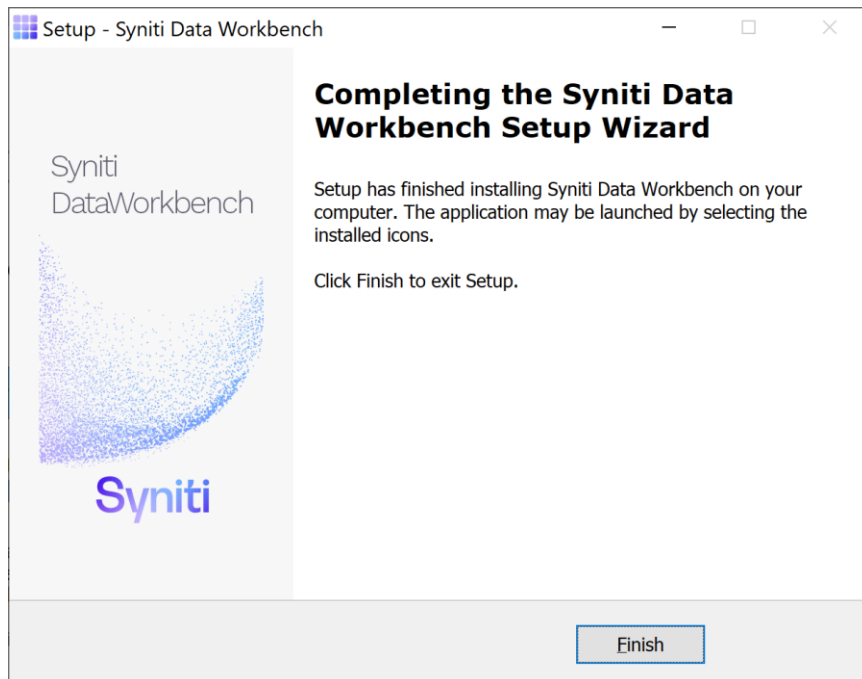 Setup - Syniti Data Workbench
Syniti
DataWorkbench
Syniti
Completing the Syniti Data
Workbench Setup Wizard
Setup has finished installing Syniti Data Workbench on your
computer. The application may be launched by selecting the
installed icons.
Click Finish to exit Setup.
Finish